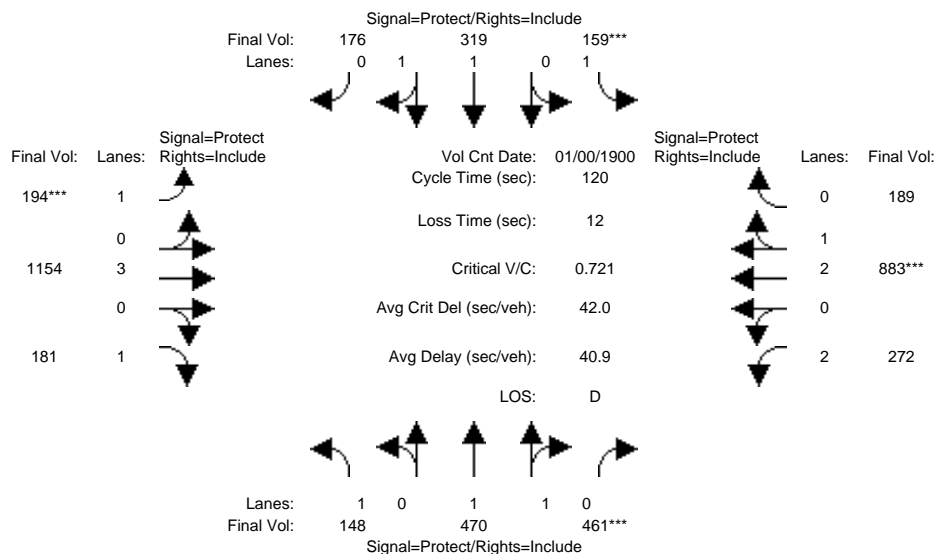 Signal=Protect/Rights=Include
Final Vol: 176 319 159***
Lanes: 0 1 1 0 1
Signal=Protect
Final Vol: Lanes: Rights=Include
Vol Cnt Date: 01/00/1900
Signal=Protect
Rights=Include Lanes: Final Vol:
Cycle Time (sec): 120
194*** 1
0 189
Loss Time (sec): 12
0
1
1154 3
Critical V/C: 0.721
2 883***
0
Avg Crit Del (sec/veh): 42.0
0
181 1
Avg Delay (sec/veh): 40.9
2 272
LOS: D
Lanes: 1 0 1 1 0
Final Vol: 148 470 461***
Signal=Protect/Rights=Include